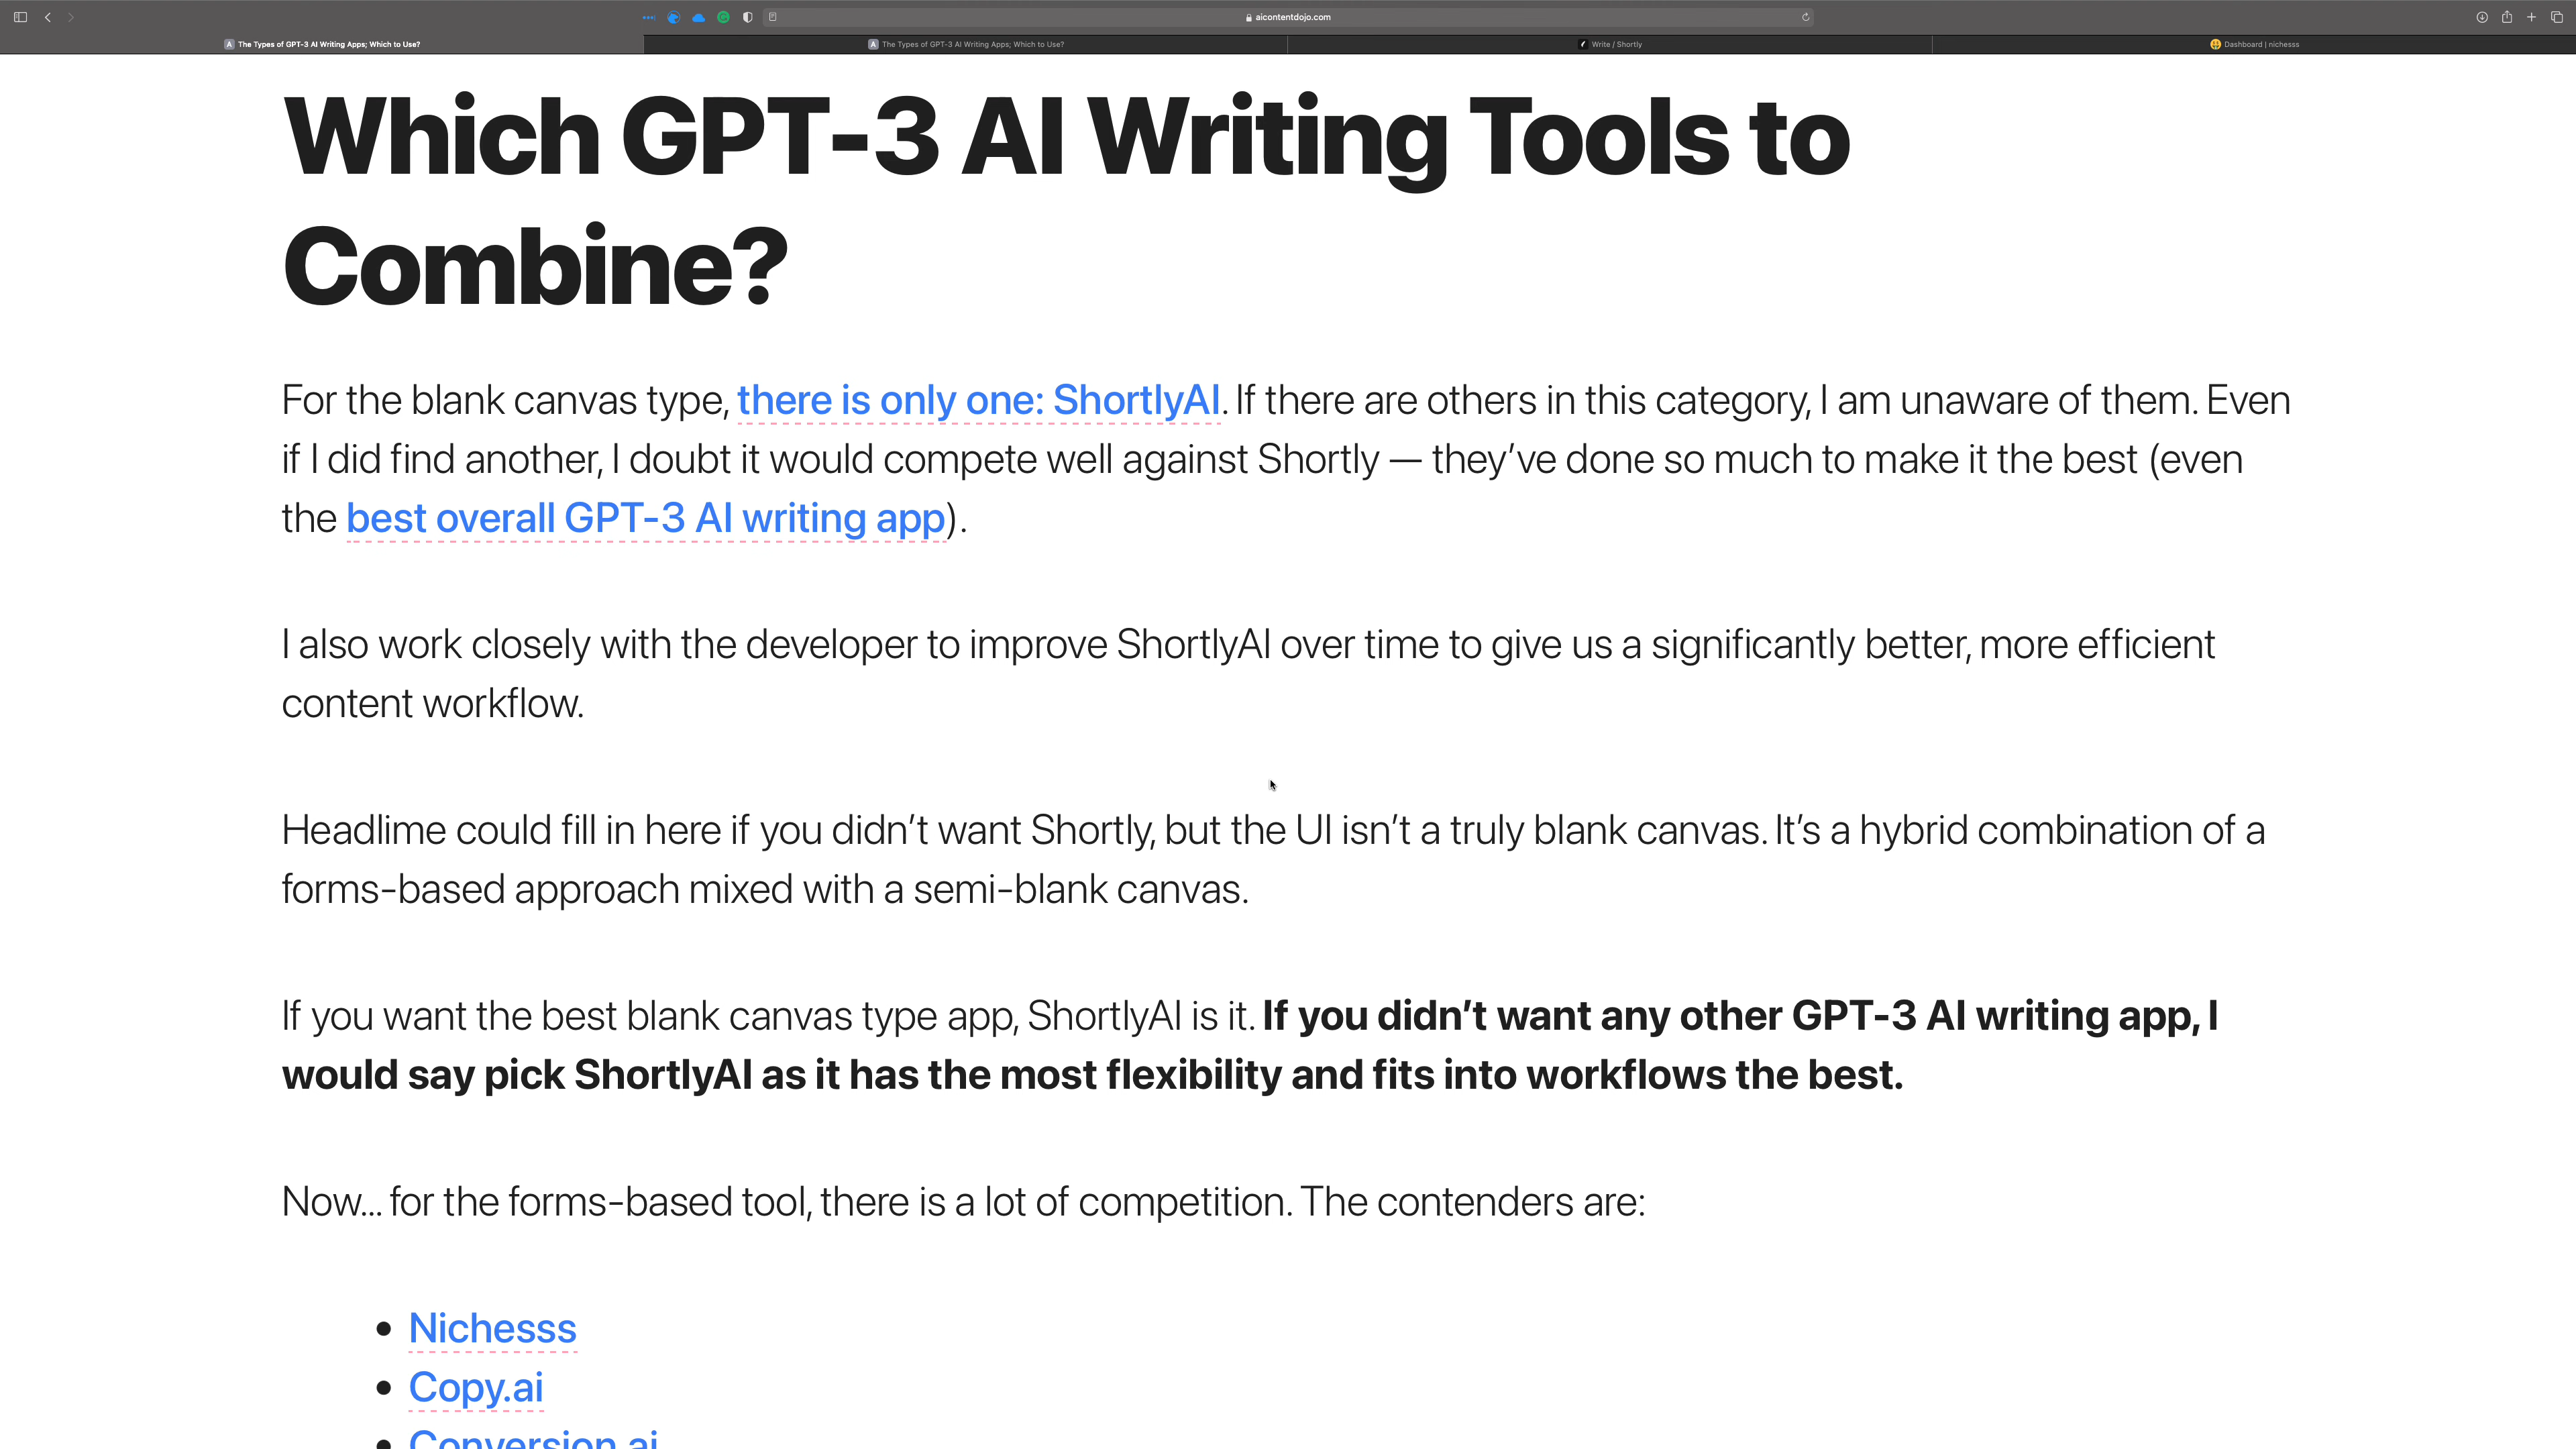 aicontentdojo.com
The Types of GPT-3 AI Writing Apps; Which to Use?
The Types of GPT-3 AI Writing Apps; Which to Use?
Write / Shortly
Dashboard | nichesss
Which GPT-3 AI Writing Tools to
Combine?
For the blank canvas type, there is only one: ShortlyAI. If there are others in this category, I am unaware of them. Even
if I did find another, I doubt it would compete well against Shortly — they’ve done so much to make it the best (even
the best overall GPT-3 AI writing app).
I also work closely with the developer to improve ShortlyAI over time to give us a significantly better, more efficient
content workflow.
Headlime could fill in here if you didn’t want Shortly, but the UI isn’t a truly blank canvas. It’s a hybrid combination of a
forms-based approach mixed with a semi-blank canvas.
If you want the best blank canvas type app, ShortlyAI is it. If you didn’t want any other GPT-3 AI writing app, I
would say pick ShortlyAI as it has the most flexibility and fits into workflows the best.
Now… for the forms-based tool, there is a lot of competition. The contenders are:
• Nichesss
• Copy.ai
• Conversion.ai